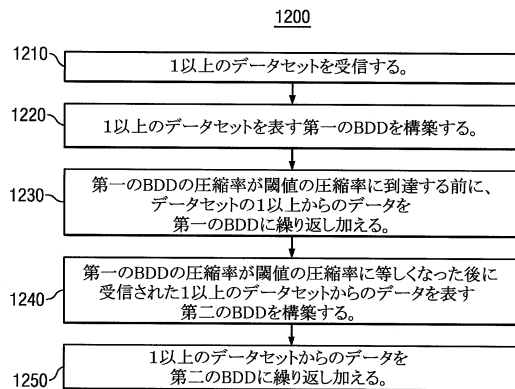 1200
1210
1以上のデータセットを受信する。
1220
1以上のデータセットを表す第一のBDDを構築する。
1230
第一のBDDの圧縮率が閾値の圧縮率に到達する前に、
データセットの1以上からのデータを
第一のBDDに繰り返し加える。
1240
第一のBDDの圧縮率が閾値の圧縮率に等しくなった後に
受信された1以上のデータセットからのデータを表す
第二のBDDを構築する。
1250
1以上のデータセットからのデータを
第二のBDDに繰り返し加える。